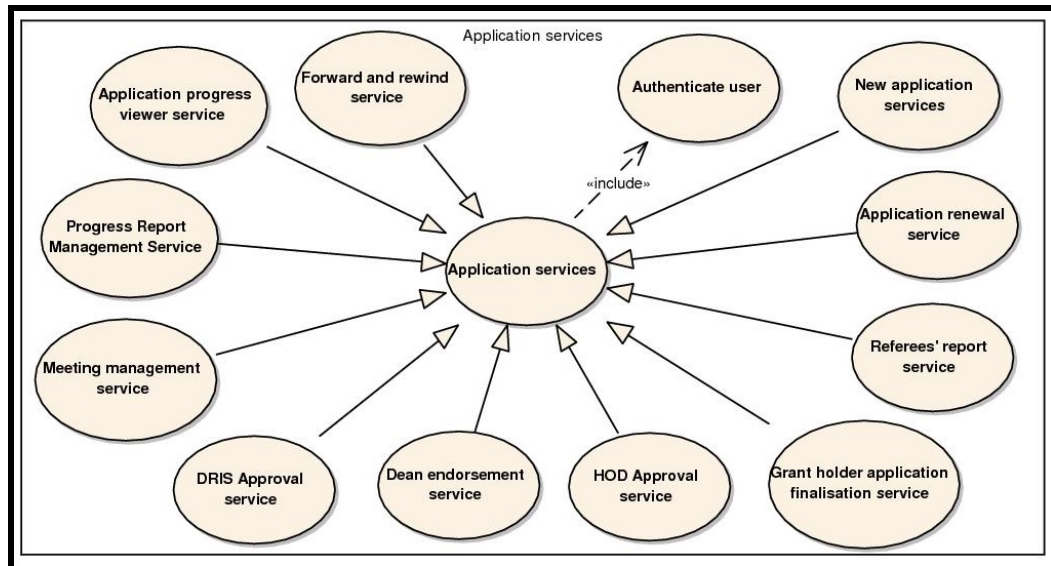 Application services
Application progress
viewer service
Forward and rewind
service
Authenticate user
New application
services
«include»
Progress Report
Management Service
Application services
Application renewal
service
Meeting management
service
Referees' report
service
DRIS Approval
service
Dean endorsement
service
HOD Approval
service
Grant holder application
finalisation service